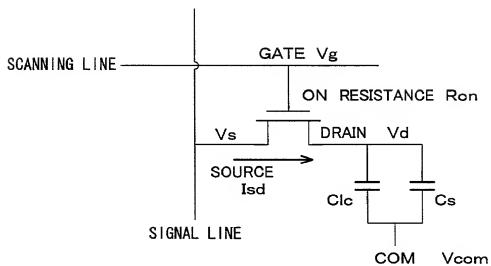 GATE Vg
SCANNING LINE
ON RESISTANCE Ron
Vs
DRAIN Vd
SOURCE
Isd
Clc
Cs
SIGNAL LINE
COM Vcom